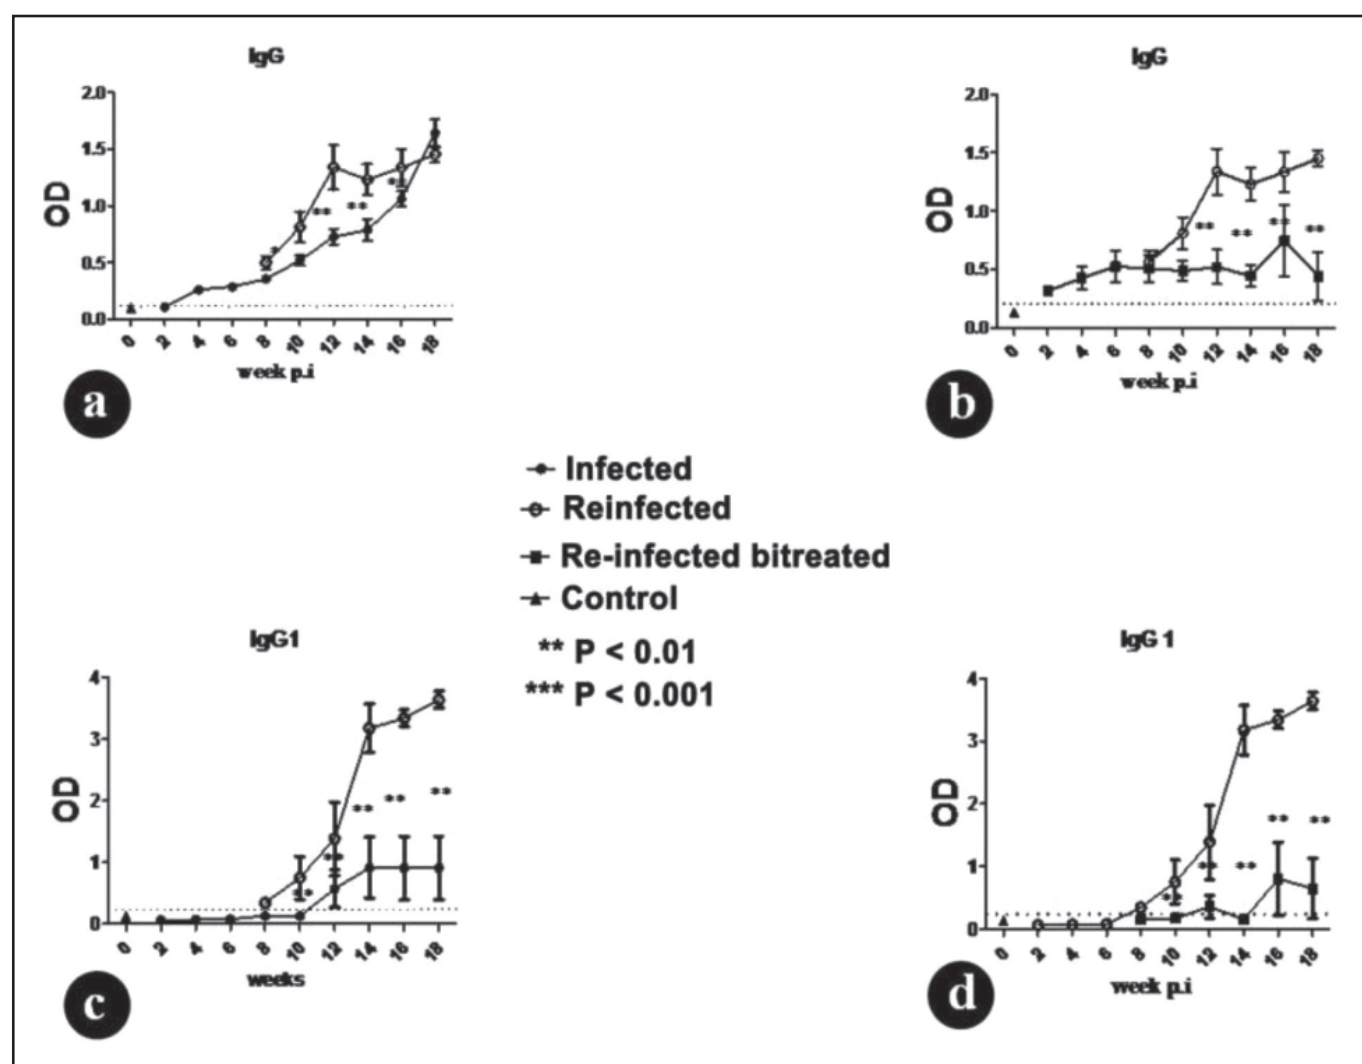 IgG
2.0
1.5
1.0
0.5
0.0
OD
*
**
**
**
0 2 4 6 8 10 12 14 16 18
week p.i
a
IgG
2.0
1.5
1.0
0.5
0.0
OD
**
**
**
**
0 2 4 6 8 10 12 14 16 18
week p.i
b
Infected
Reinfected
Re-infected bitreated
Control
** P < 0.01
*** P < 0.001
IgG1
4
3
2
1
0
OD
**
**
**
**
**
0 2 4 6 8 10 12 14 16 18
weeks
c
IgG 1
4
3
2
1
0
OD
**
**
**
**
**
0 2 4 6 8 10 12 14 16 18
week p.i
d